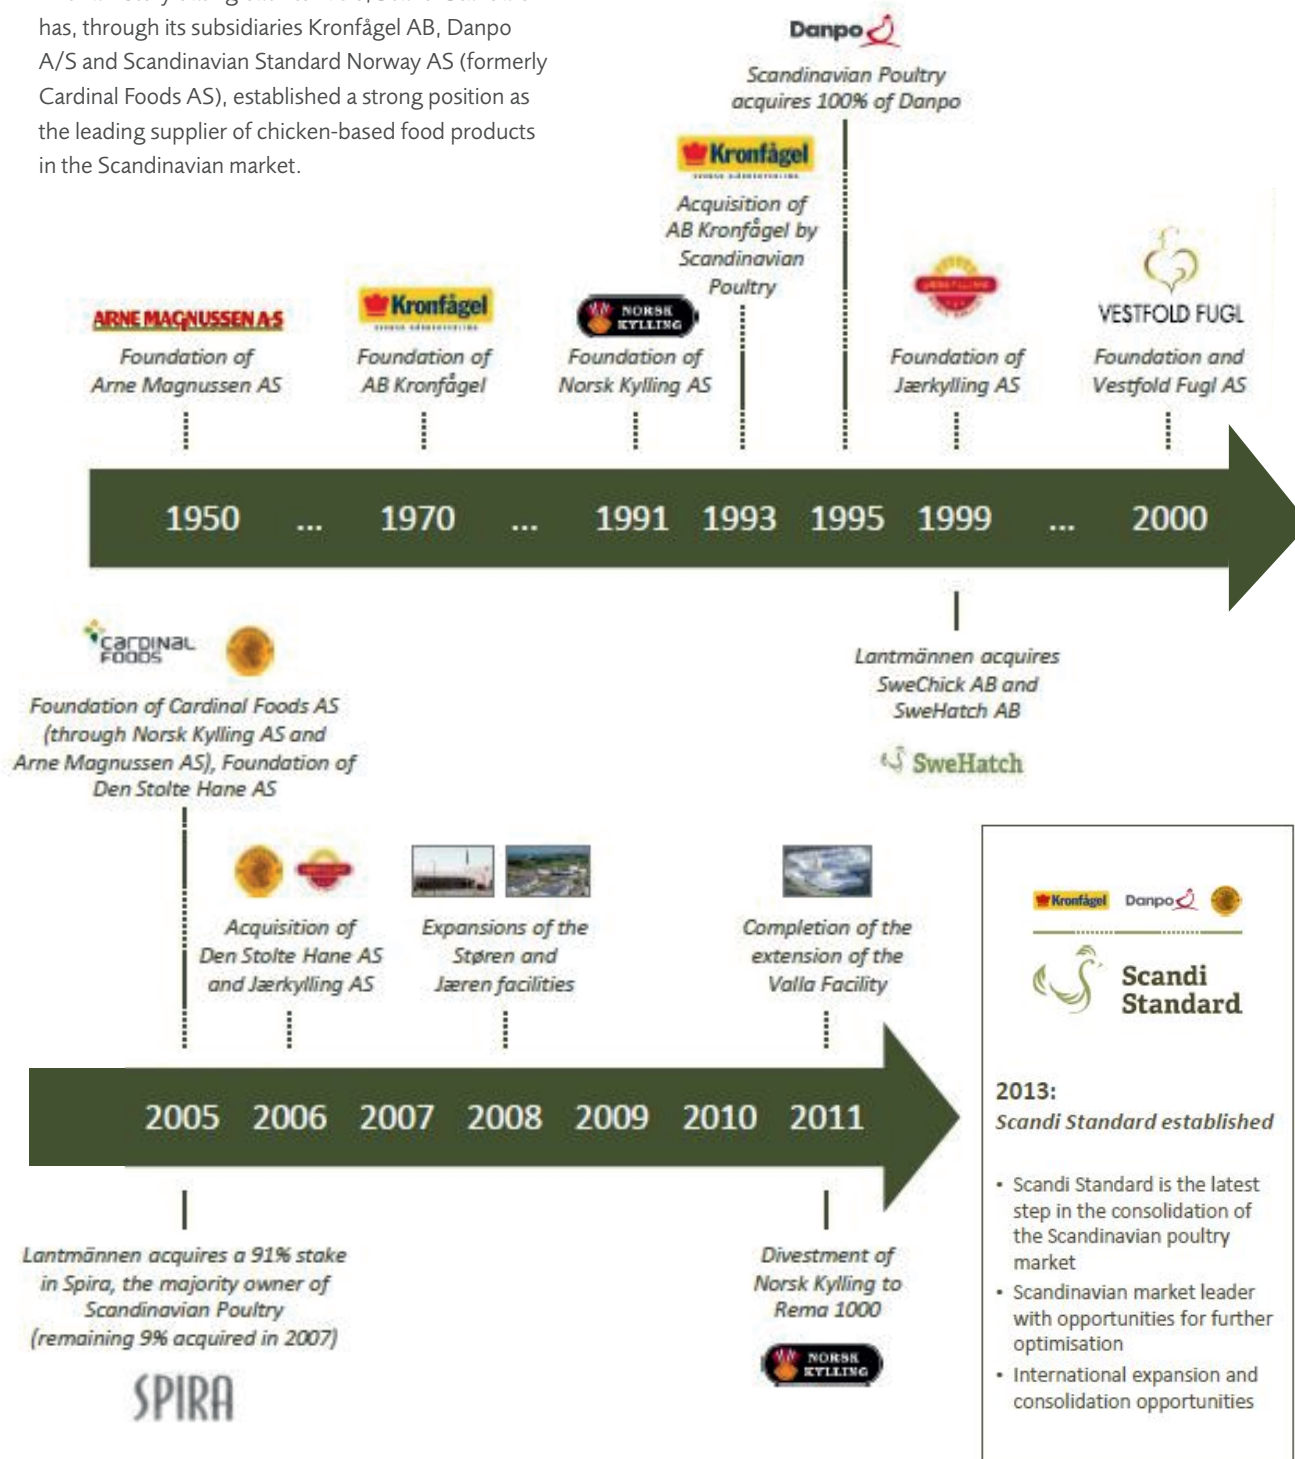 has, through its subsidiaries Kronfågel AB, Danpo
A/S and Scandinavian Standard Norway AS (formerly
Cardinal Foods AS), established a strong position as
the leading supplier of chicken-based food products
in the Scandinavian market.
Danpo
Scandinavian Poultry
acquires 100% of Danpo
Kronfågel
Acquisition of
AB Kronfågel by
Scandinavian
Poultry
ARNE MAGNUSSEN A·S
Foundation of
Arne Magnussen AS
Kronfågel
Foundation of
AB Kronfågel
NORSK
KYLLING
Foundation of
Norsk Kylling AS
Foundation of
Jærkylling AS
VESTFOLD FUGL
Foundation and
Vestfold Fugl AS
1950 ... 1970 ... 1991 1993 1995 1999 ... 2000
Lantmännen acquires
SweChick AB and
SweHatch AB
SweHatch
CARDINAL
FOODS
Foundation of Cardinal Foods AS
(through Norsk Kylling AS and
Arne Magnussen AS), Foundation of
Den Stolte Hane AS
Acquisition of
Den Stolte Hane AS
and Jærkylling AS
Expansions of the
Støren and
Jæren facilities
Completion of the
extension of the
Valla Facility
2005 2006 2007 2008 2009 2010 2011
Lantmännen acquires a 91% stake
in Spira, the majority owner of
Scandinavian Poultry
(remaining 9% acquired in 2007)
SPIRA
Divestment of
Norsk Kylling to
Rema 1000
NORSK
KYLLING
Kronfågel Danpo
Scandi
Standard
2013:
Scandi Standard established
• Scandi Standard is the latest
step in the consolidation of
the Scandinavian poultry
market
• Scandinavian market leader
with opportunities for further
optimisation
• International expansion and
consolidation opportunities